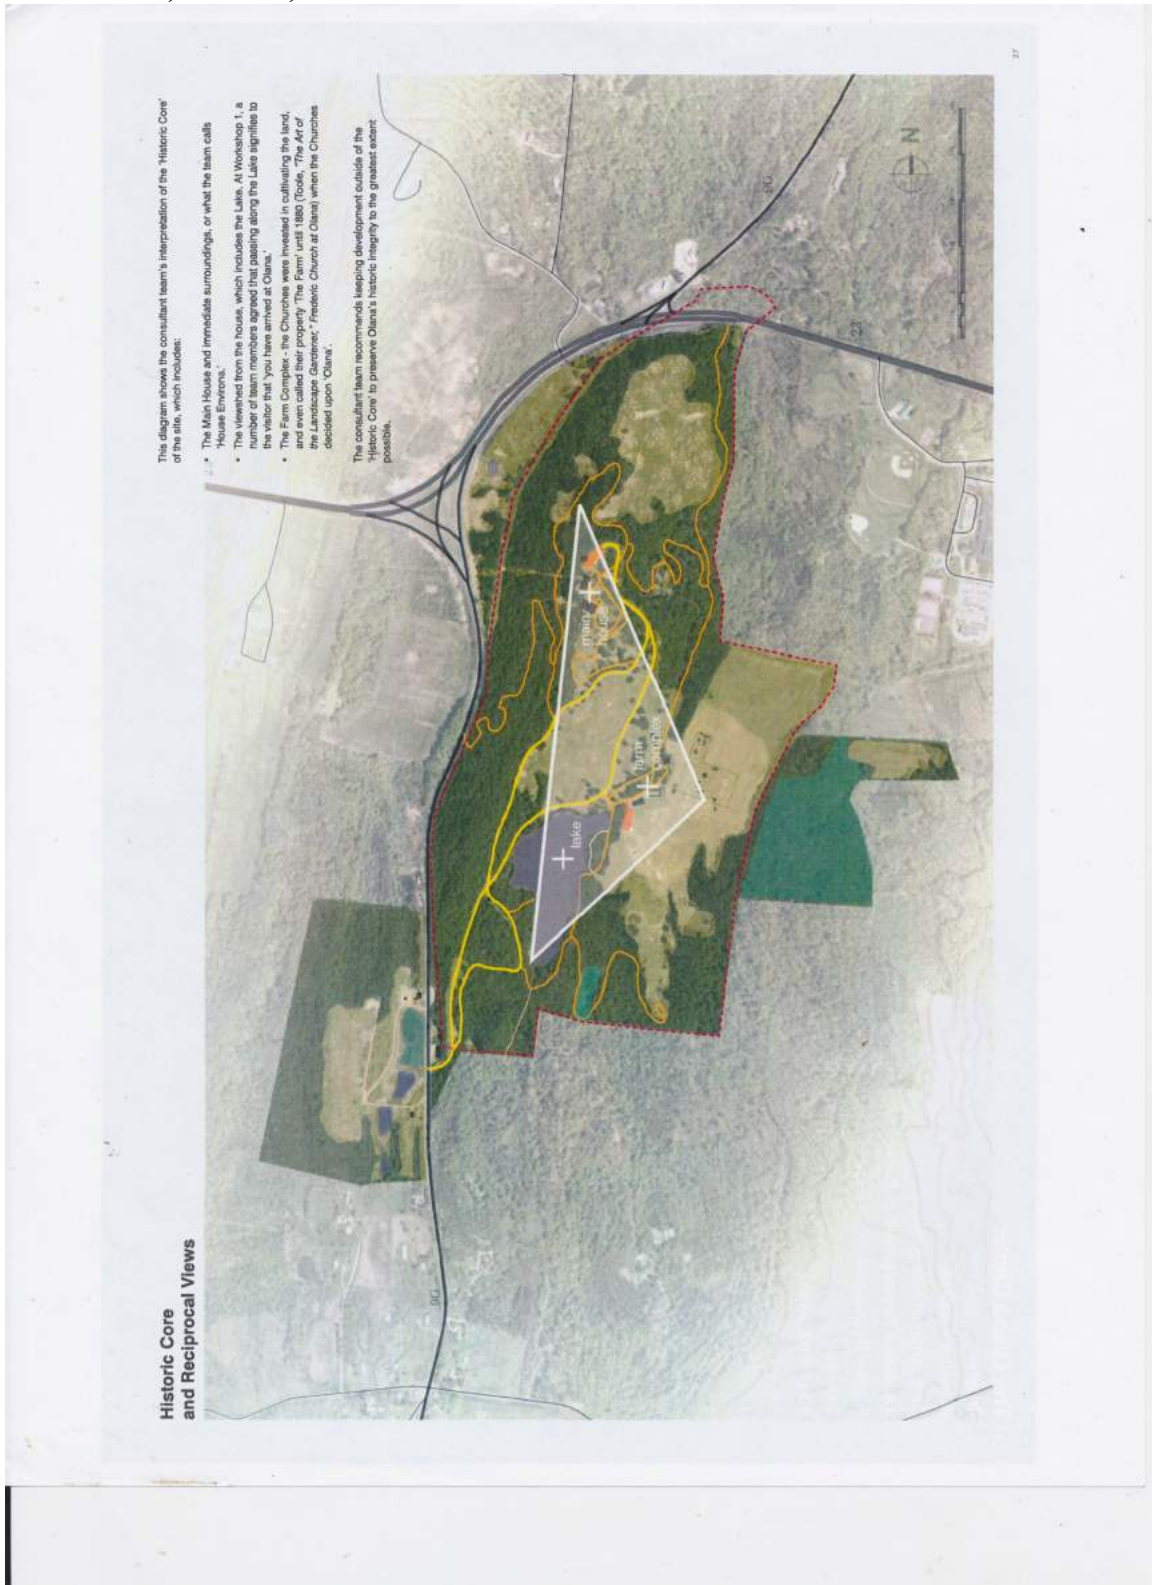 Historic Core
and Reciprocal Views
This diagram shows the consultant team's interpretation of the 'Historic Core'
of the site, which includes:
• The Main House and immediate surroundings, or what the team calls
'House Environs.'
• The viewshed from the house, which includes the Lake. At Workshop 1, a
number of team members agreed that passing along the Lake signifies to
the visitor that 'you have arrived at Olana.'
• The Farm Complex - the Churches were invested in cultivating the land,
and even called their property 'The Farm' until 1880 (Toole, "The Art of
the Landscape Gardener," Frederic Church at Olana) when the Churches
decided upon 'Olana'.
The consultant team recommends keeping development outside of the
'Historic Core' to preserve Olana's historic integrity to the greatest extent
possible.
9G
lake
farm
complex
main
house
9G
23
N
27